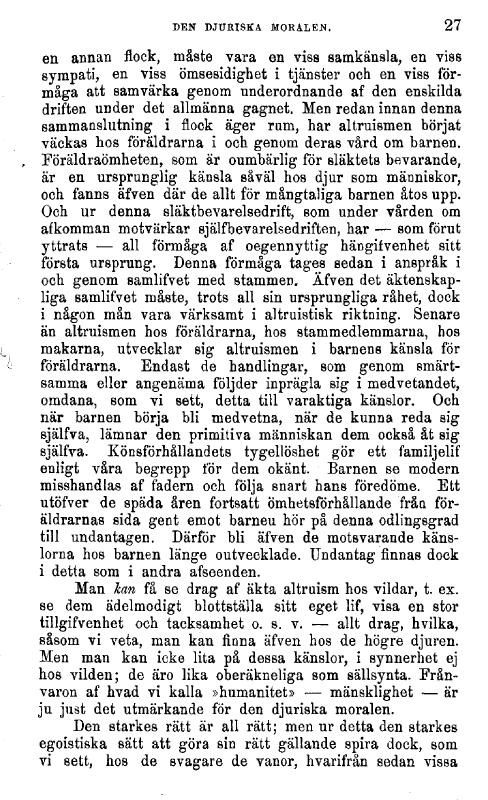 DEN DJURISKA MORALEN. 27
en annan flock, måste vara en viss samkänsla, en viss
sympati, en viss ömsesidighet i tjänster och en viss för-
måga att samvärka genom underordnande af den enskilda
driften under det allmänna gagnet. Men redan innan denna
sammanslutning i flock äger rum, har altruismen börjat
väckas hos föräldrarna i och genom deras vård om barnen.
Föräldraömheten, som är oumbärlig för släktets bevarande,
är en ursprunglig känsla såväl hos djur som människor,
och fanns äfven där de allt för mångtaliga barnen åtos upp.
Och ur denna släktbevarelsedrift, som under vården om
afkomman motvärkar själfbevarelsedriften, har — som förut
yttrats — all förmåga af oegennyttig hängifvenhet sitt
första ursprung. Denna förmåga tages sedan i anspråk i
och genom samlifvet med stammen. Äfven det äktenskap-
liga samlifvet måste, trots all sin ursprungliga råhet, dock
i någon mån vara värksamt i altruistisk riktning. Senare
än altruismen hos föräldrarna, hos stammedlemmarna, hos
makarna, utvecklar sig altruismen i barnens känsla för
föräldrarna. Endast de handlingar, som genom smärt-
samma eller angenäma följder inprägla sig i medvetandet,
omdana, som vi sett, detta till varaktiga känslor. Och
när barnen börja bli medvetna, när de kunna reda sig
själfva, lämnar den primitiva människan dem också åt sig
själfva. Könsförhållandets tygellöshet gör ett familjelif
enligt våra begrepp för dem okänt. Barnen se modern
misshandlas af fadern och följa snart hans föredöme. Ett
utöfver de späda åren fortsatt ömhetsförhållande från för-
äldrarnas sida gent emot barnen hör på denna odlingsgrad
till undantagen. Därför bli äfven de motsvarande käns-
lorna hos barnen länge outvecklade. Undantag finnas dock
i detta som i andra afseenden.
Man kan få se drag af äkta altruism hos vildar, t. ex.
se dem ädelmodigt blottställa sitt eget lif, visa en stor
tillgifvenhet och tacksamhet o. s. v. — allt drag, hvilka,
såsom vi veta, man kan finna äfven hos de högre djuren.
Men man kan icke lita på dessa känslor, i synnerhet ej
hos vilden; de äro lika oberäkneliga som sällsynta. Från-
varon af hvad vi kalla »humanitet» — mänsklighet — är
ju just det utmärkande för den djuriska moralen.
Den starkes rätt är all rätt; men ur detta den starkes
egoistiska sätt att göra sin rätt gällande spira dock, som
vi sett, hos de svagare de vanor, hvarifrån sedan vissa